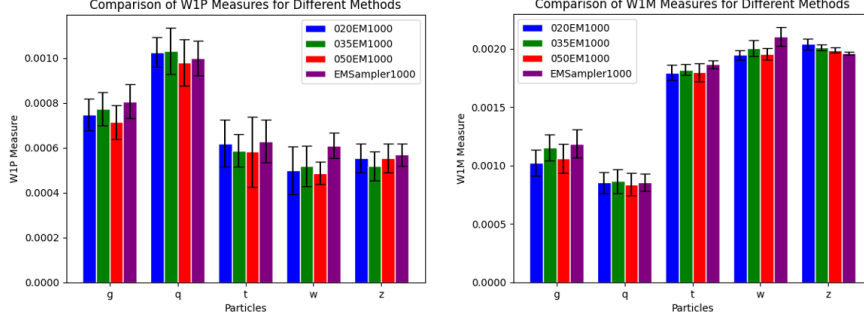 Comparison of W1P Measures for Different Methods
020EM1000
035EM1000
050EM1000
EMSampler1000
0.0010
0.0008
0.0006
0.0004
0.0002
0.0000
W1P Measure
g q t w z
Particles
Comparison of W1M Measures for Different Methods
020EM1000
035EM1000
050EM1000
EMSampler1000
0.0020
0.0015
0.0010
0.0005
0.0000
W1M Measure
g q t w z
Particles